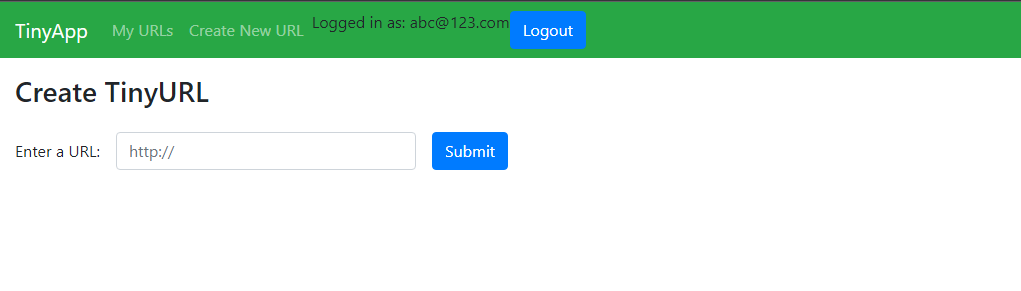 TinyApp My URLs Create New URL Logged in as: abc@123.com Logout
Create TinyURL
Enter a URL: http:// Submit